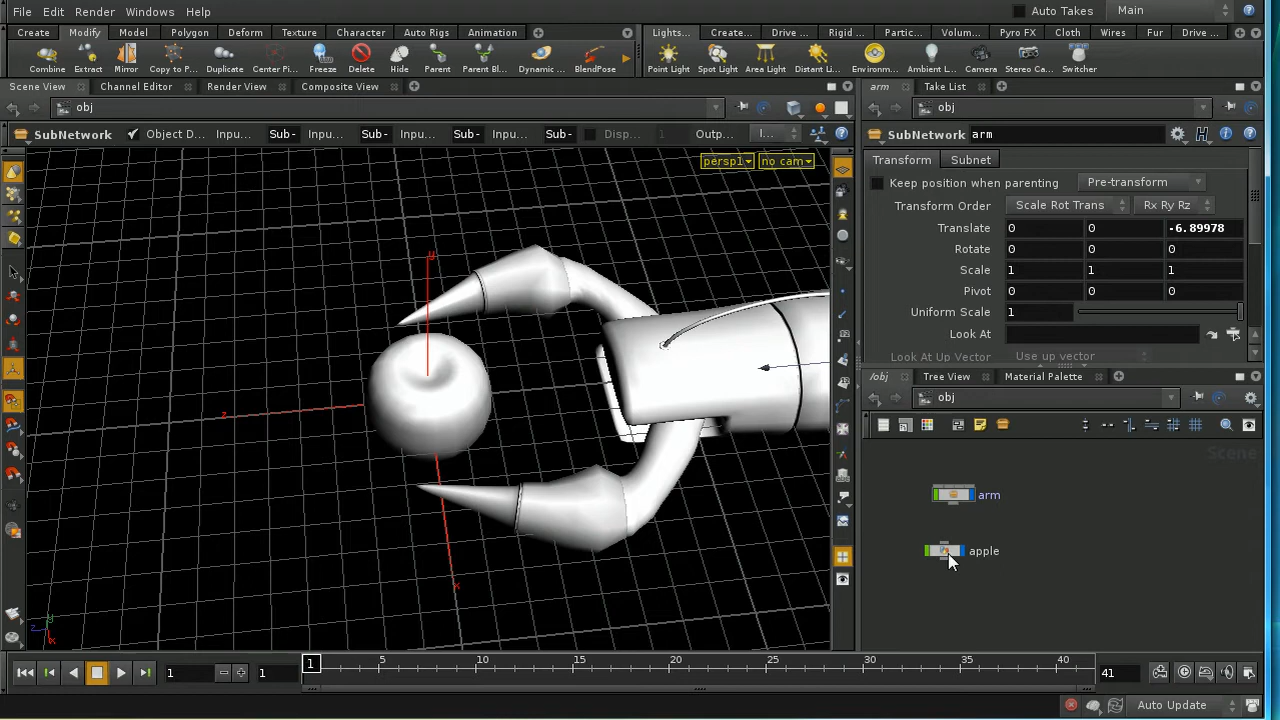 File Edit Render Windows Help Auto Takes Main
Create Modify Model Polygon Deform Texture Character Auto Rigs Animation Lights... Create... Drive ... Rigid ... Partic... Volum... Pyro FX Cloth Wires Fur Drive ...
Combine Extract Mirror Copy to P... Duplicate Center Pi... Freeze Delete Hide Parent Parent Bl... Dynamic ... BlendPose Point Light Spot Light Area Light Distant Li... Environm... Ambient L... Camera Stereo Ca... Switcher
Scene View Channel Editor Render View Composite View arm Take List
obj obj
SubNetwork Object D... Inpu... Sub- Inpu... Sub- Inpu... Sub- Inpu... Sub- Disp... 1 Outp... I... SubNetwork arm
persp1 no cam Transform Subnet
Keep position when parenting Pre-transform
Transform Order Scale Rot Trans Rx Ry Rz
Translate 0 0 -6.89978
Rotate 0 0 0
Scale 1 1 1
Pivot 0 0 0
Uniform Scale 1
Look At
Look At Up Vector Use up vector
/obj Tree View Material Palette
obj
Scene
arm
apple
y
z
x
y
z
x
1 1 1 5 10 15 20 25 30 35 40 41
Auto Update